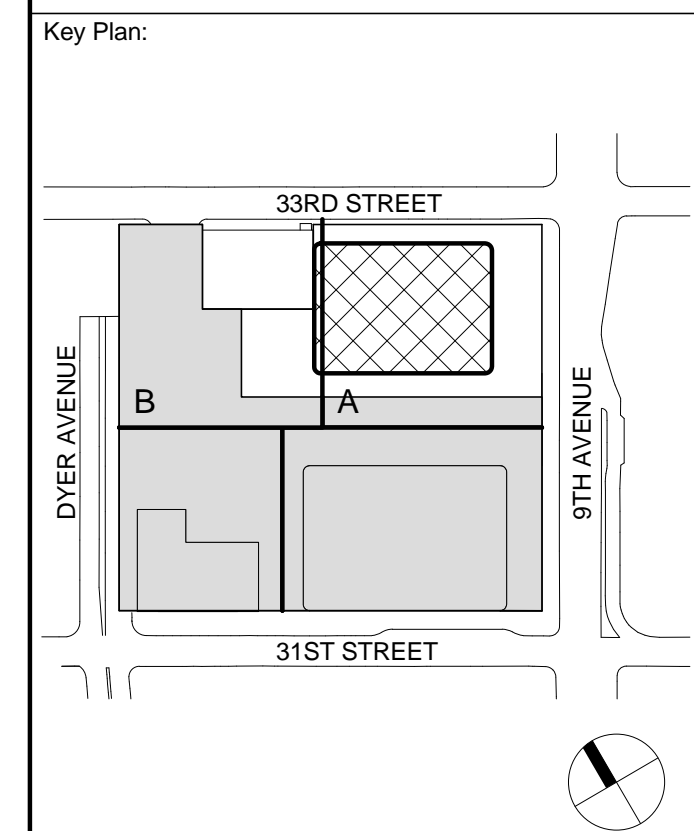 Key Plan:
33RD STREET
DYER AVENUE
B
A
9TH AVENUE
31ST STREET